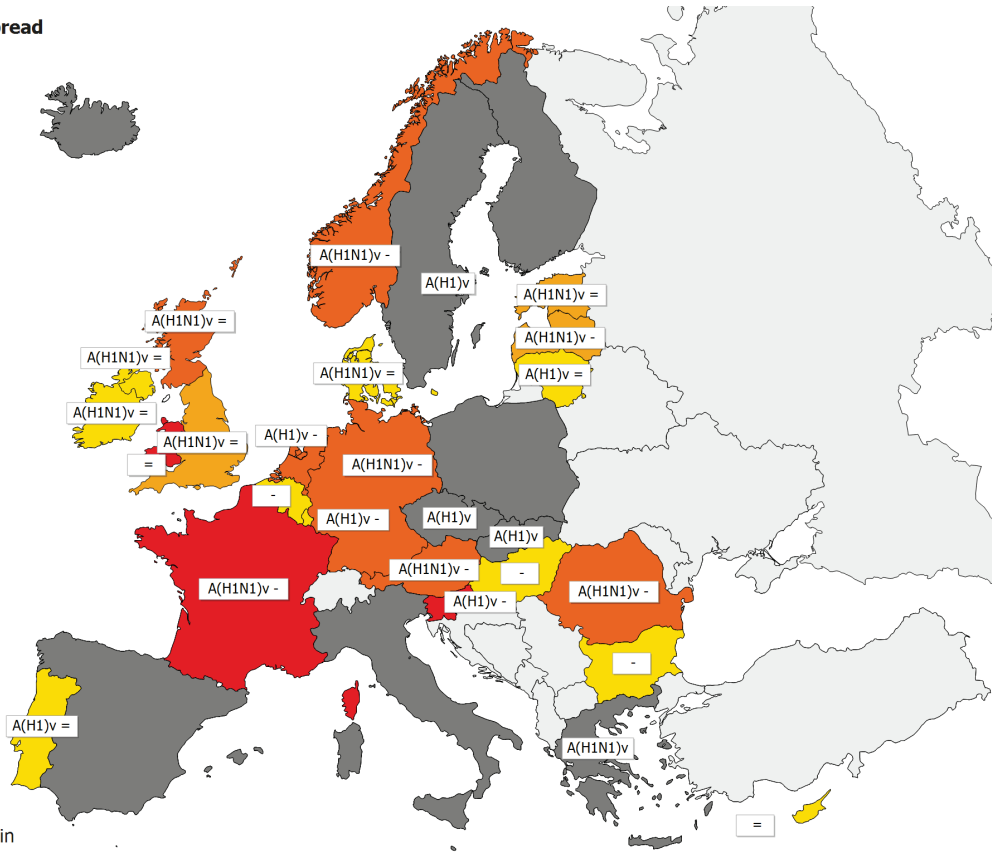 pread
A(H1N1)v -
A(H1)v
A(H1N1)v =
A(H1N1)v =
A(H1N1)v -
A(H1N1)v =
A(H1N1)v =
A(H1)v =
A(H1N1)v =
A(H1)v -
A(H1N1)v =
=
A(H1N1)v -
-
A(H1)v -
A(H1)v
A(H1)v
A(H1N1)v -
-
A(H1N1)v -
A(H1)v -
A(H1N1)v -
-
A(H1)v =
A(H1N1)v
=
in